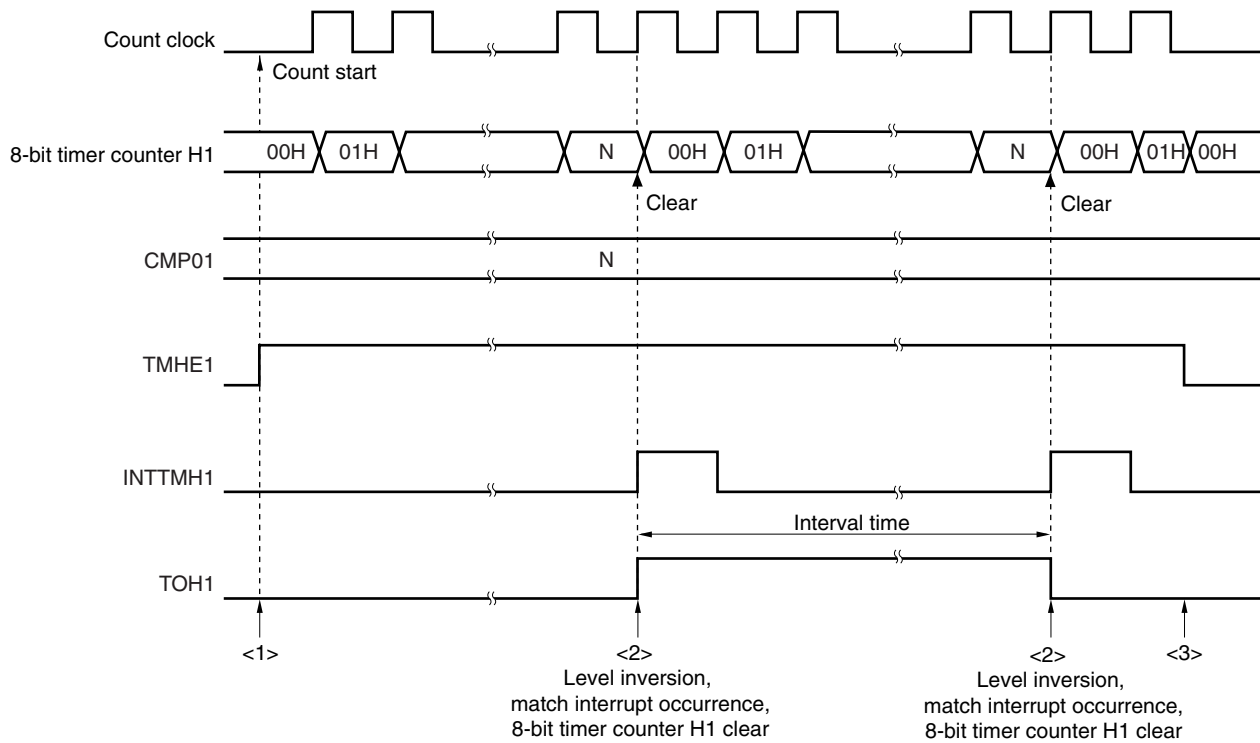 Count clock
Count start
8-bit timer counter H1
00H 01H N 00H 01H N 00H 01H 00H
Clear Clear
CMP01 N
TMHE1
INTTMH1
Interval time
TOH1
<1> <2> <2> <3>
Level inversion,
match interrupt occurrence,
8-bit timer counter H1 clear
Level inversion,
match interrupt occurrence,
8-bit timer counter H1 clear